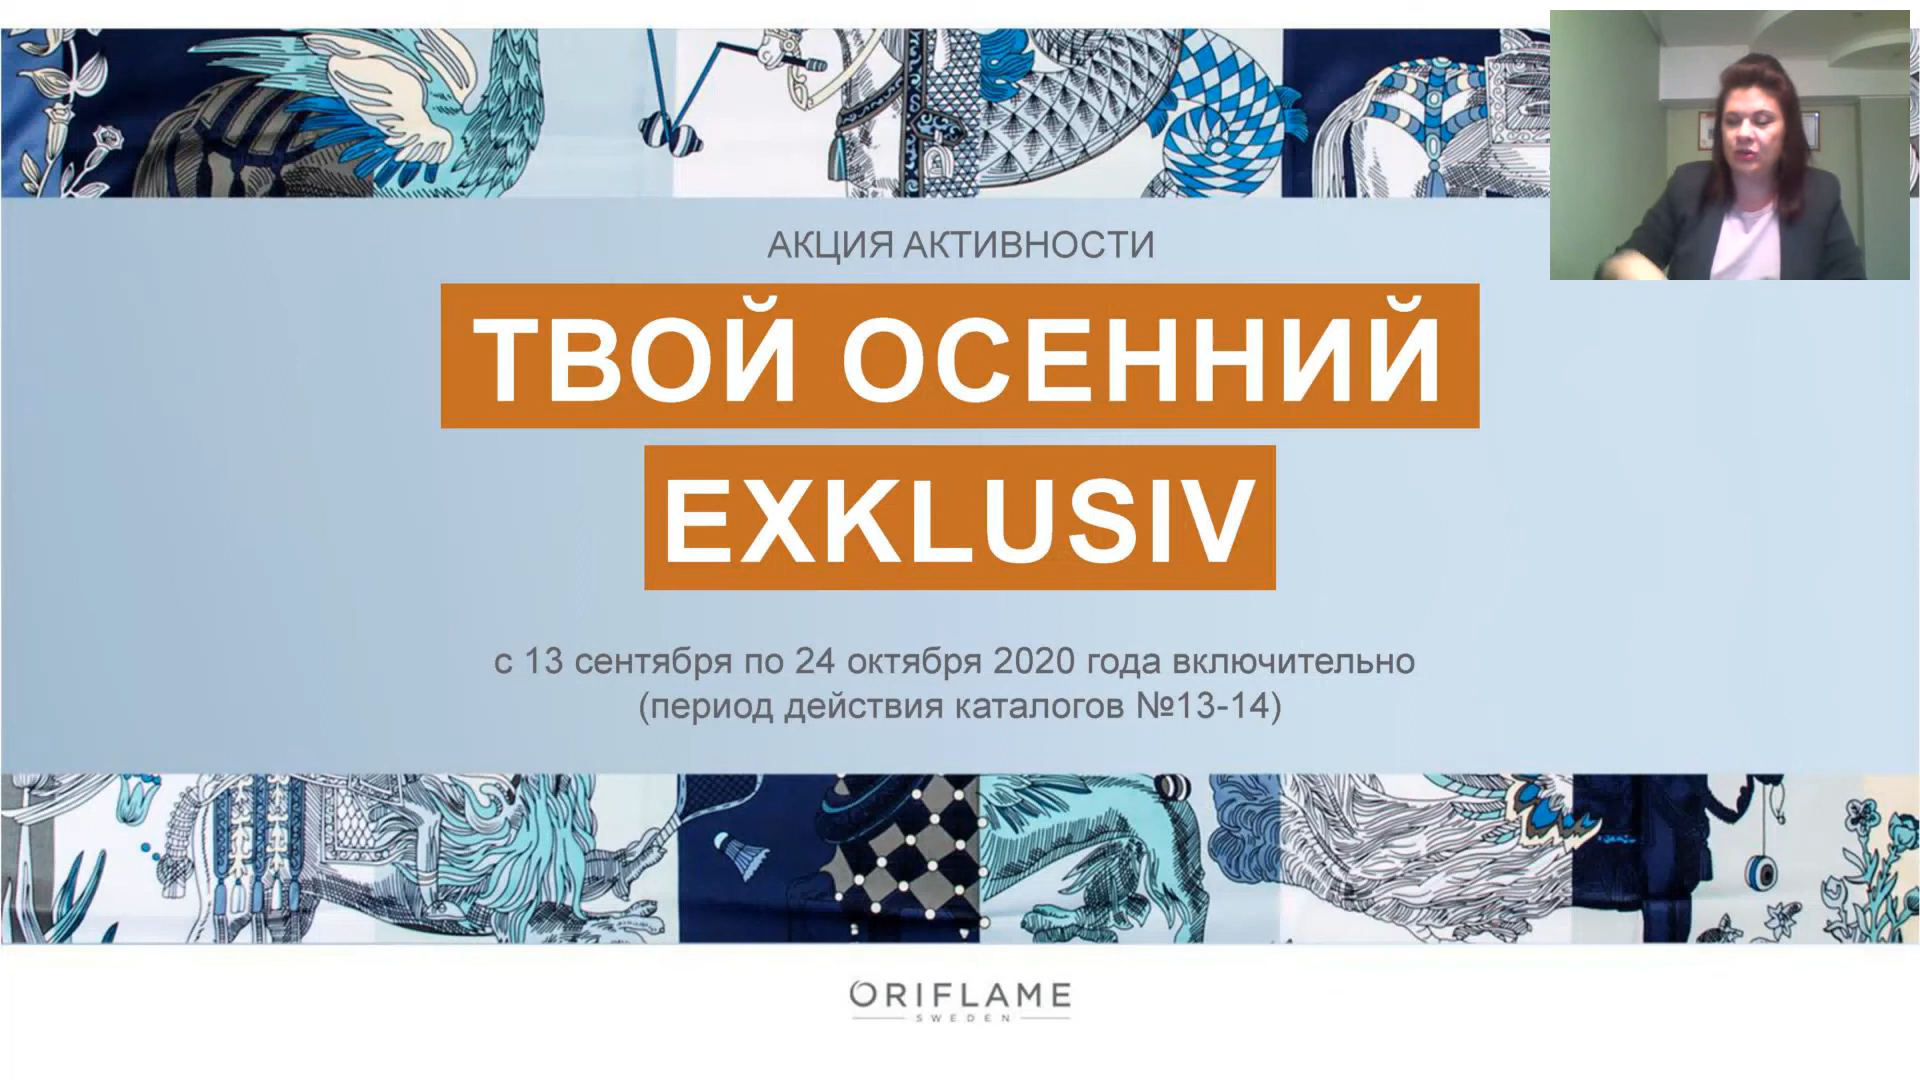 АКЦИЯ АКТИВНОСТИ
ТВОЙ ОСЕННИЙ
EXKLUSIV
с 13 сентября по 24 октября 2020 года включительно
(период действия каталогов №13-14)
ORIFLAME
SWEDEN